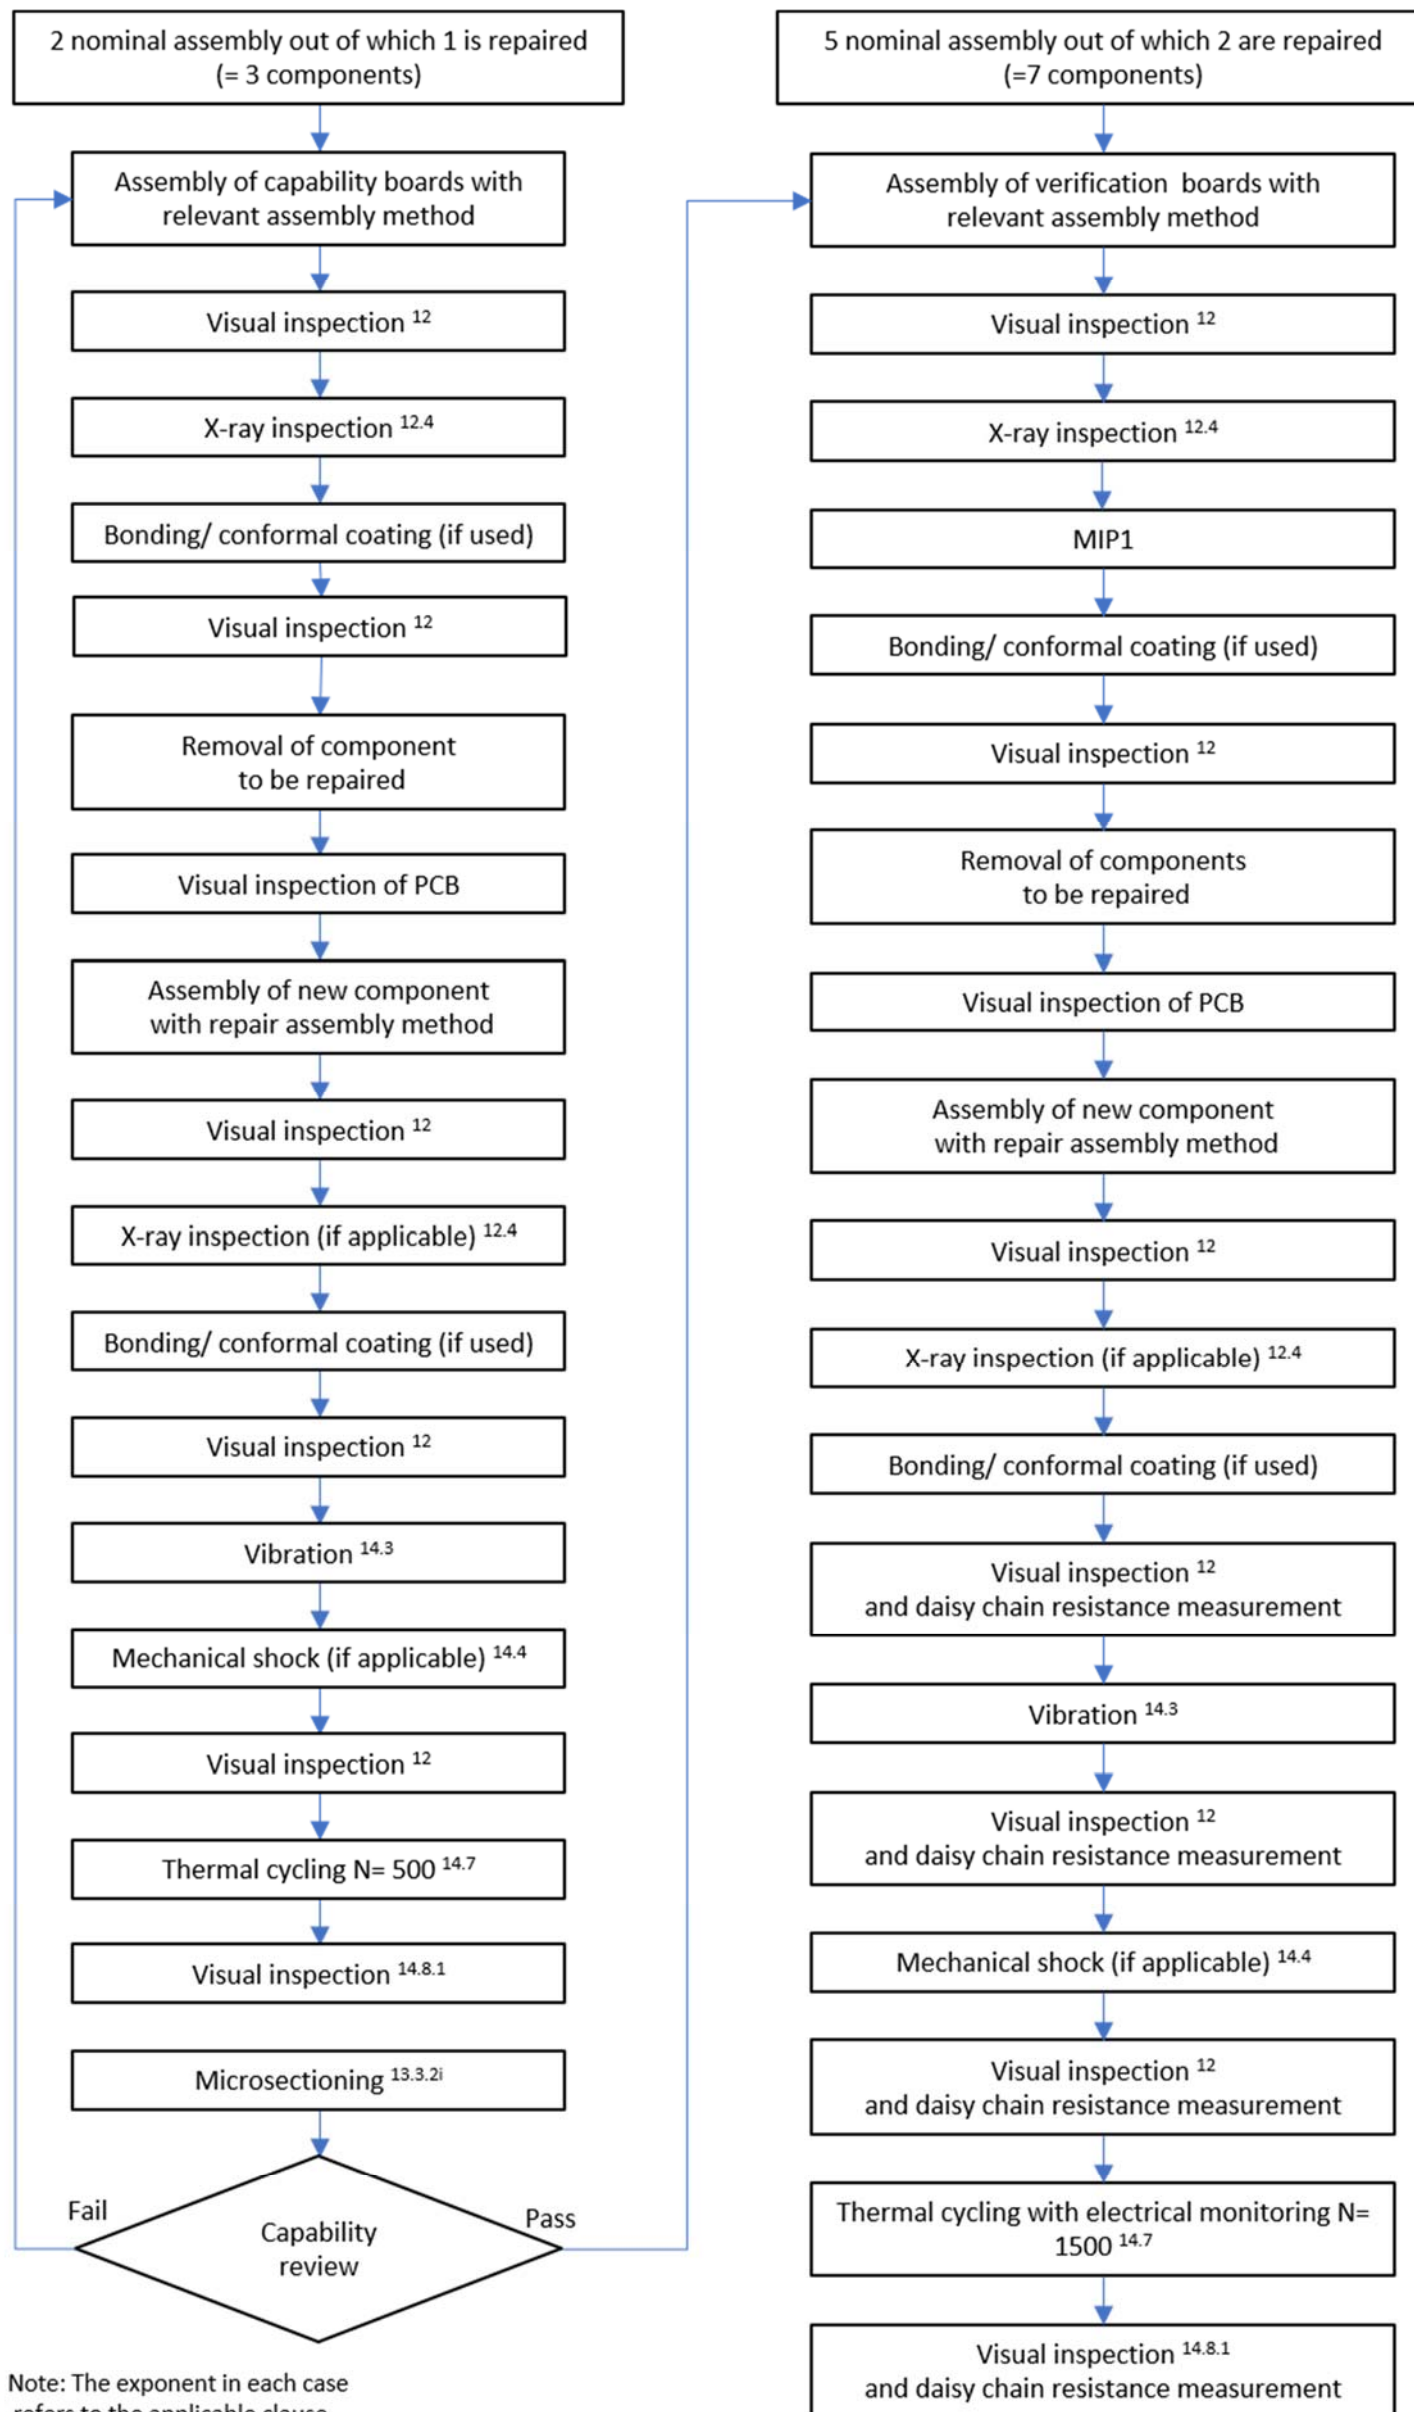 2 nominal assembly out of which 1 is repaired
(= 3 components)
Assembly of capability boards with
relevant assembly method
Visual inspection 12
X-ray inspection 12.4
Bonding/ conformal coating (if used)
Visual inspection 12
Removal of component
to be repaired
Visual inspection of PCB
Assembly of new component
with repair assembly method
Visual inspection 12
X-ray inspection (if applicable) 12.4
Bonding/ conformal coating (if used)
Visual inspection 12
Vibration 14.3
Mechanical shock (if applicable) 14.4
Visual inspection 12
Thermal cycling N= 500 14.7
Visual inspection 14.8.1
Microsectioning 13.3.2i
Fail
Capability
review
Pass
Note: The exponent in each case
refers to the applicable clause
5 nominal assembly out of which 2 are repaired
(=7 components)
Assembly of verification boards with
relevant assembly method
Visual inspection 12
X-ray inspection 12.4
MIP1
Bonding/ conformal coating (if used)
Visual inspection 12
Removal of components
to be repaired
Visual inspection of PCB
Assembly of new component
with repair assembly method
Visual inspection 12
X-ray inspection (if applicable) 12.4
Bonding/ conformal coating (if used)
Visual inspection 12
and daisy chain resistance measurement
Vibration 14.3
Visual inspection 12
and daisy chain resistance measurement
Mechanical shock (if applicable) 14.4
Visual inspection 12
and daisy chain resistance measurement
Thermal cycling with electrical monitoring N=
1500 14.7
Visual inspection 14.8.1
and daisy chain resistance measurement